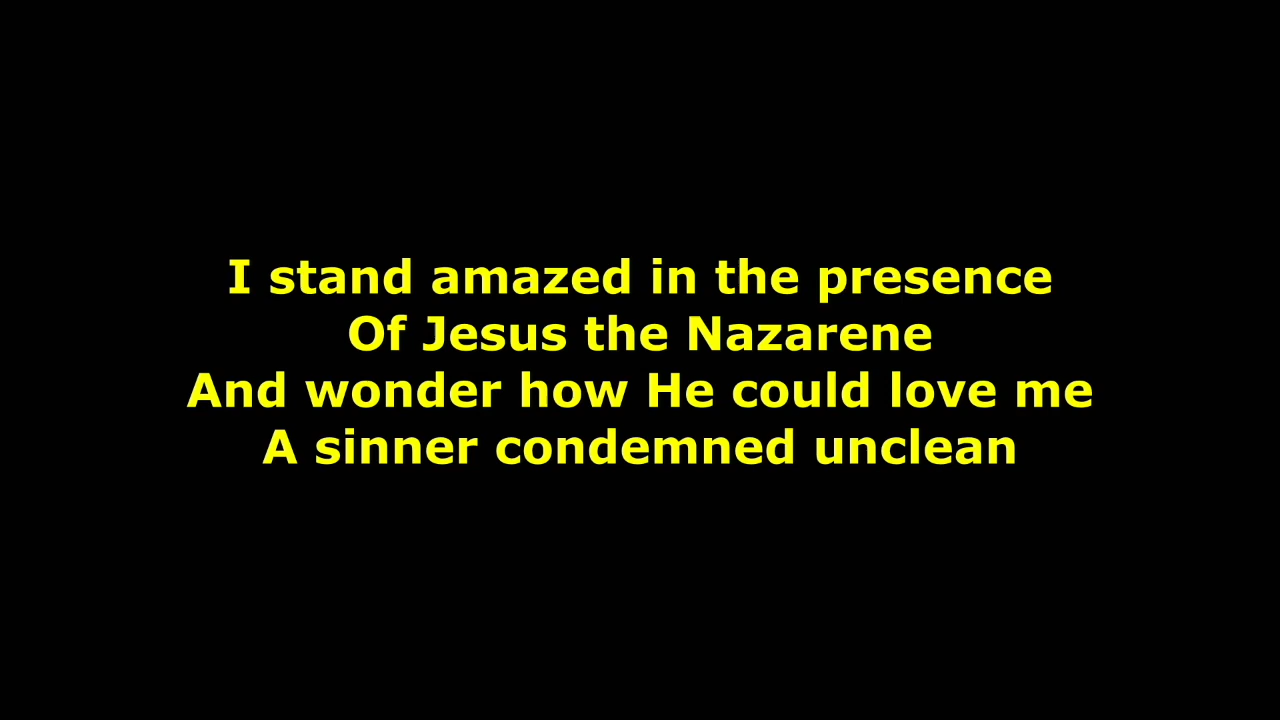 I stand amazed in the presence
Of Jesus the Nazarene
And wonder how He could love me
A sinner condemned unclean